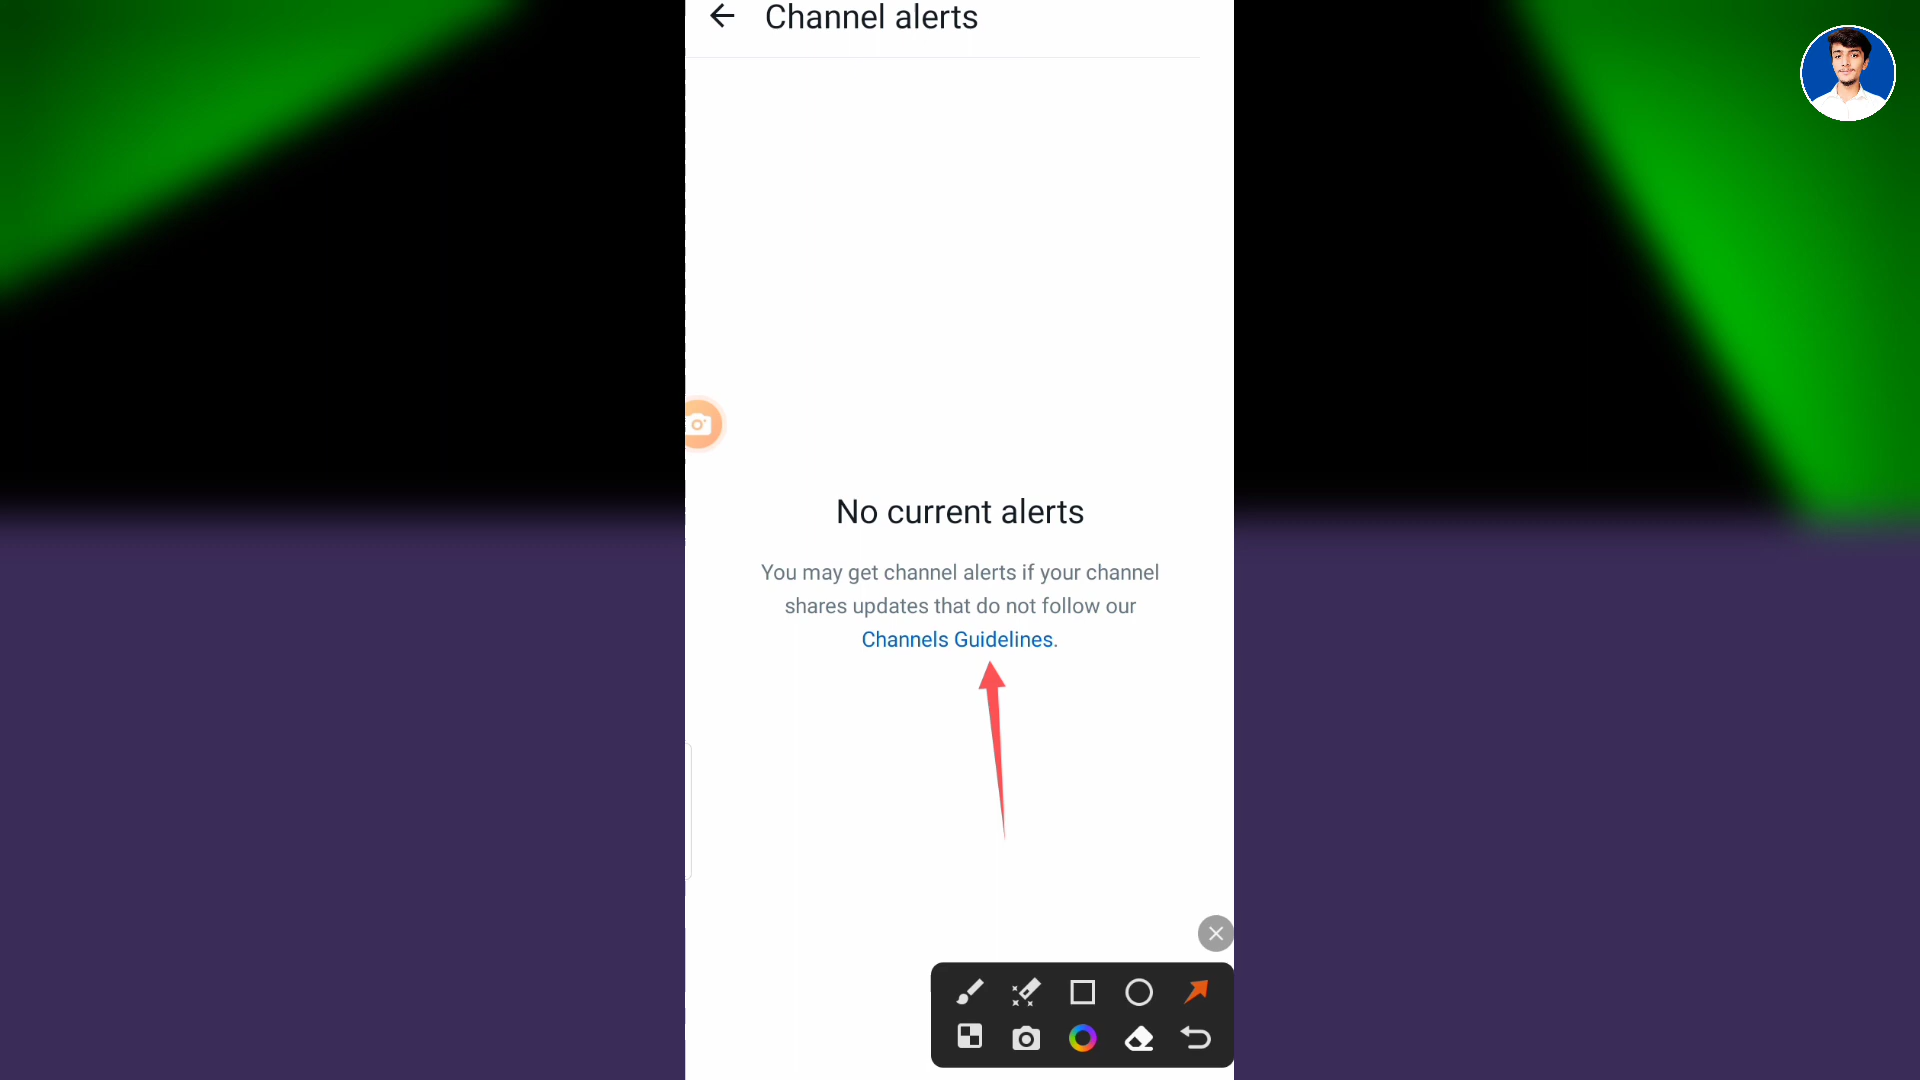 Channel alerts
No current alerts
You may get channel alerts if your channel
shares updates that do not follow our
Channels Guidelines.